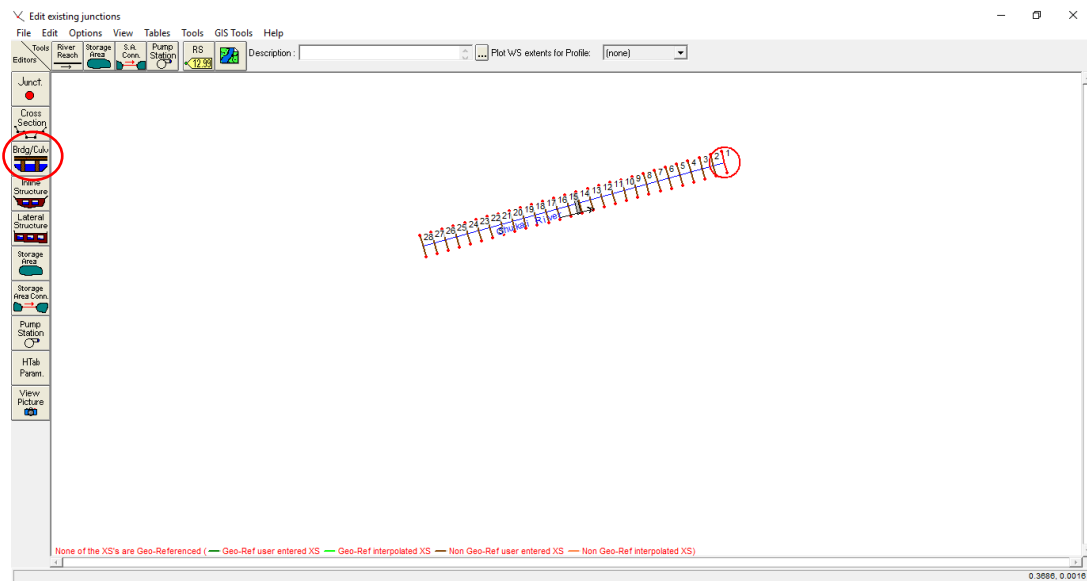 Edit existing junctions
File Edit Options View Tables Tools GIS Tools Help
Tools
Editors
River Reach
Storage Area
S.A. Conn.
Pump Station
RS
12.99
Description :
... Plot WS extents for Profile: (none)
Junct.
Cross Section
Brdg/Culv
Inline Structure
Lateral Structure
Storage Area
Storage Area Conn.
Pump Station
HTab Param.
View Picture
28 27 26 25 24 23 22 21 20 19 18 17 16 15 14 13 12 11 10 9 8 7 6 5 4 3 2 1
River
None of the XS's are Geo-Referenced ( Geo-Ref user entered XS Geo-Ref interpolated XS Non Geo-Ref user entered XS Non Geo-Ref interpolated XS)
0.3686, 0.0016